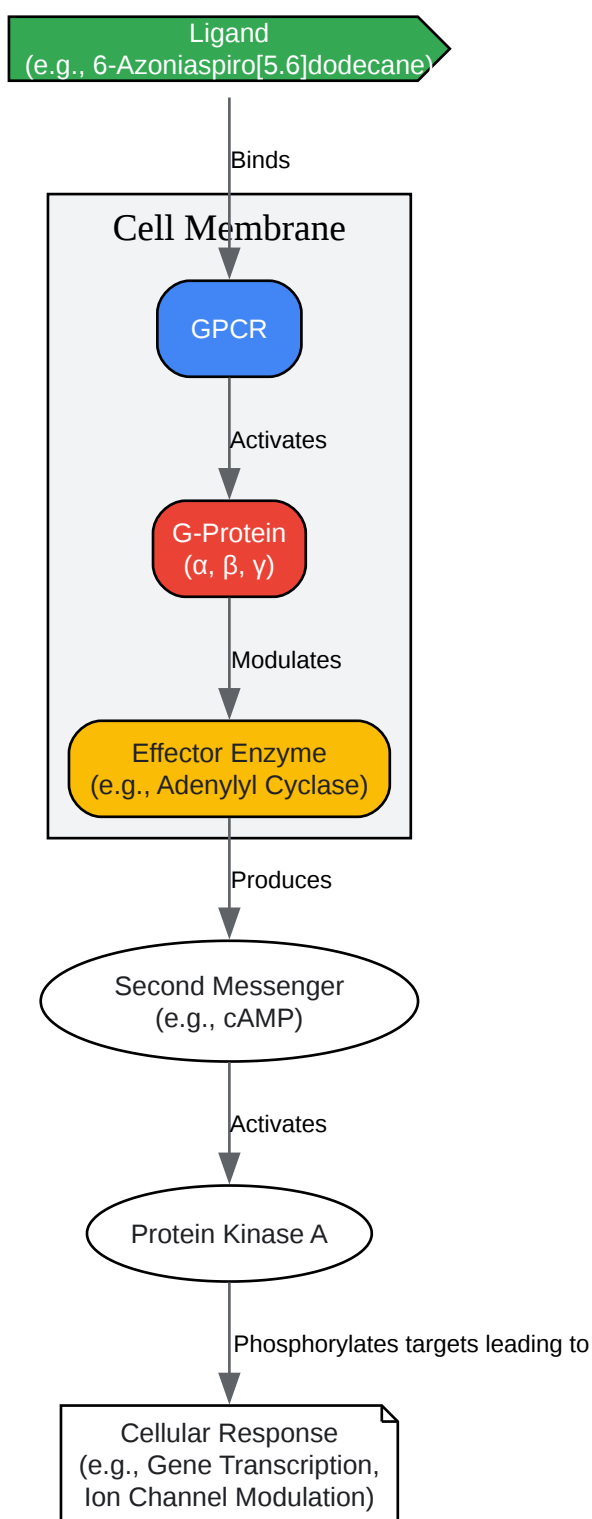 Ligand
(e.g., 6-Azoniaspiro[5.6]dodecane)
Binds
Cell Membrane
GPCR
Activates
G-Protein
(α, β, γ)
Modulates
Effector Enzyme
(e.g., Adenylyl Cyclase)
Produces
Second Messenger
(e.g., cAMP)
Activates
Protein Kinase A
Phosphorylates targets leading to
Cellular Response
(e.g., Gene Transcription,
Ion Channel Modulation)